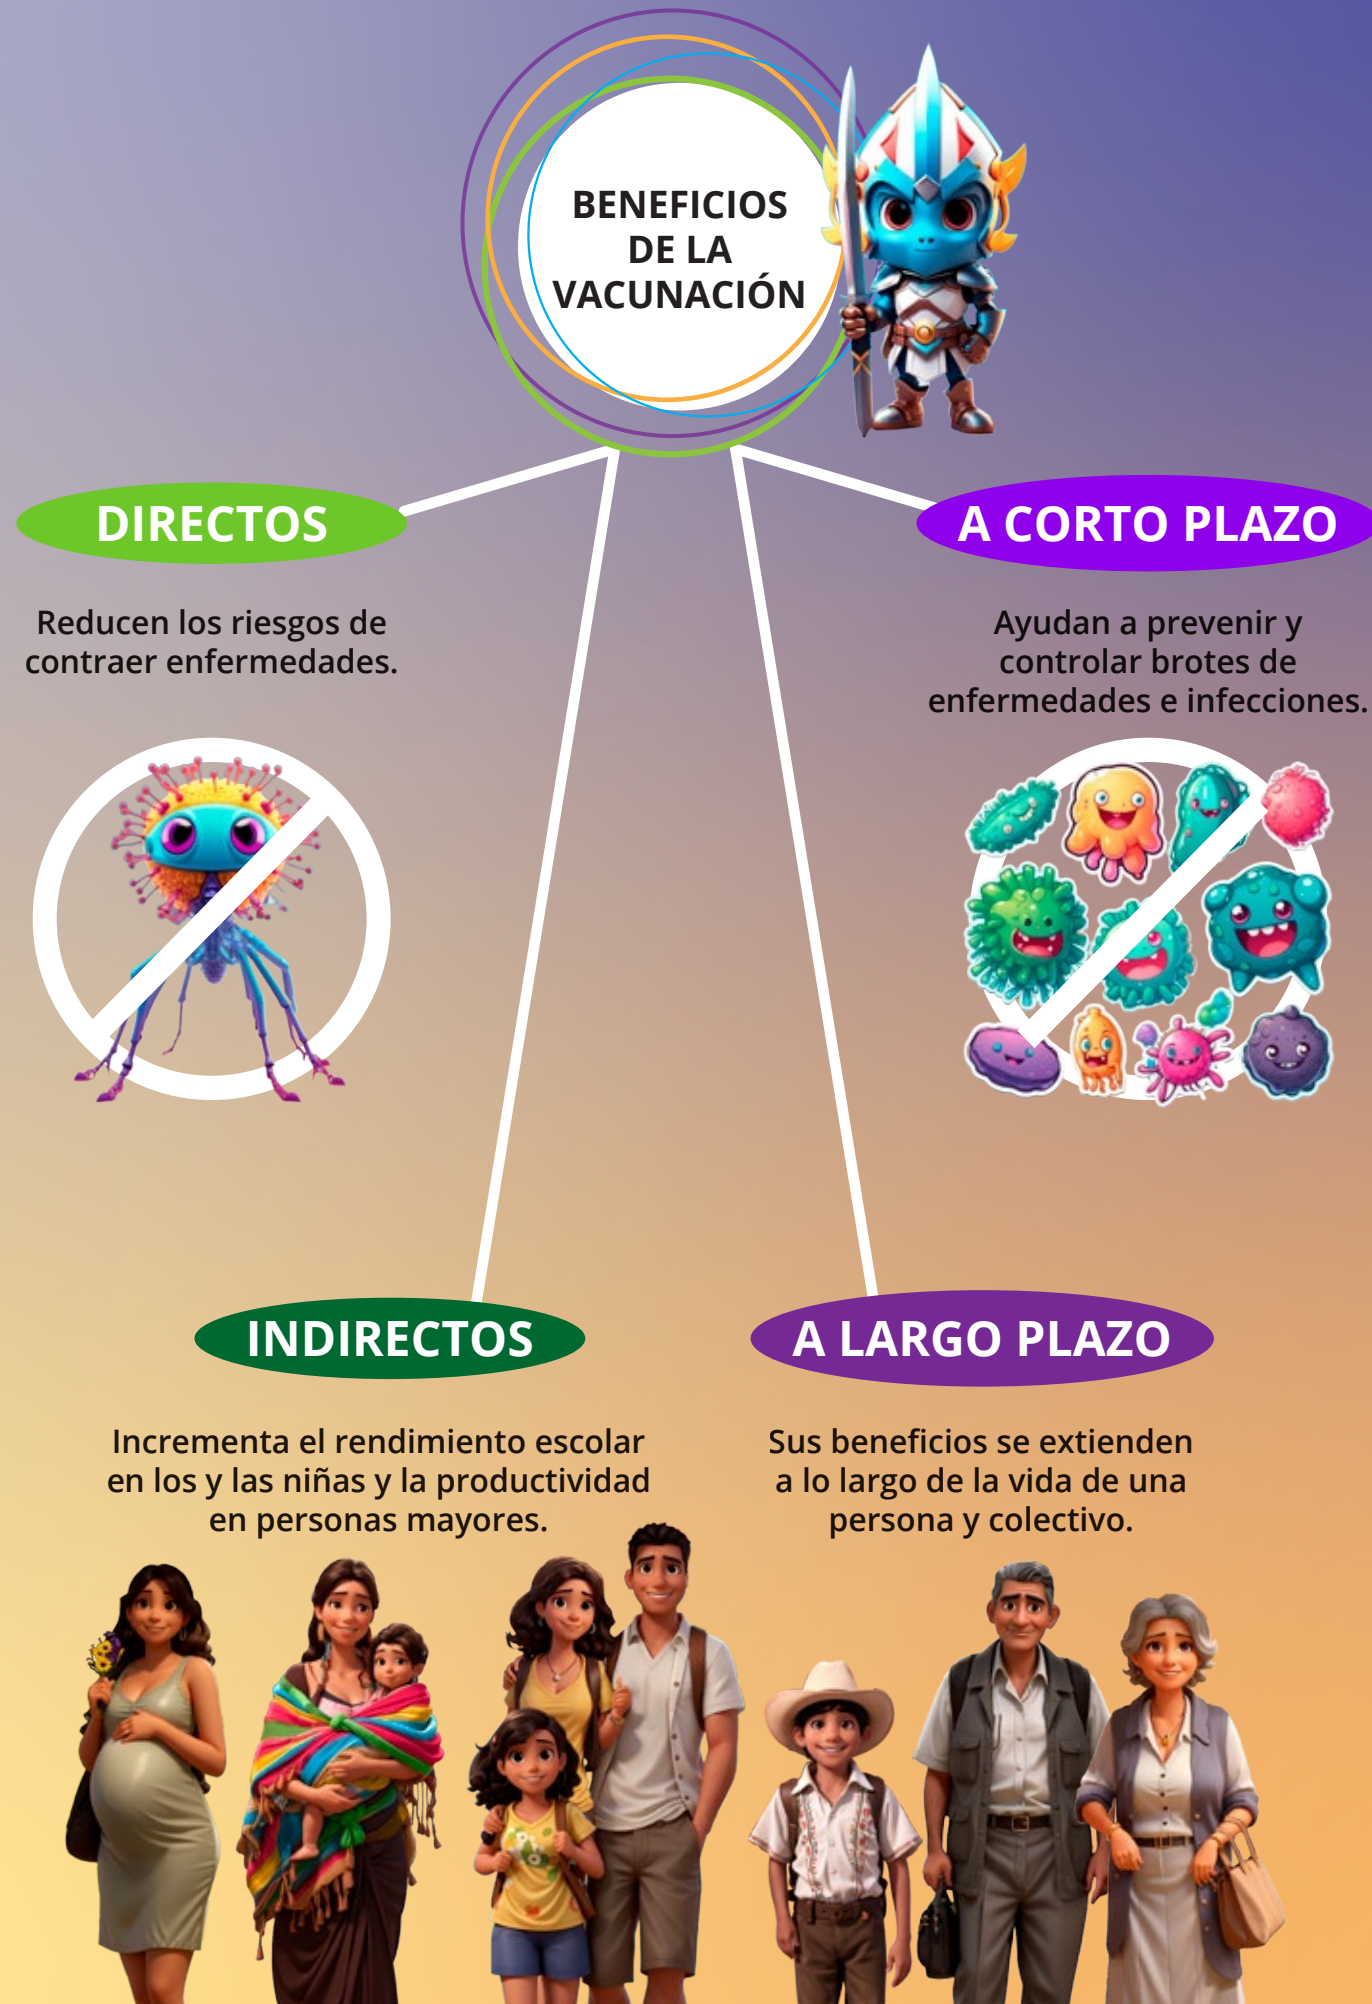 BENEFICIOS
DE LA
VACUNACIÓN
DIRECTOS
Reducen los riesgos de
contraer enfermedades.
A CORTO PLAZO
Ayudan a prevenir y
controlar brotes de
enfermedades e infecciones.
INDIRECTOS
Incrementa el rendimiento escolar
en los y las niñas y la productividad
en personas mayores.
A LARGO PLAZO
Sus beneficios se extienden
a lo largo de la vida de una
persona y colectivo.